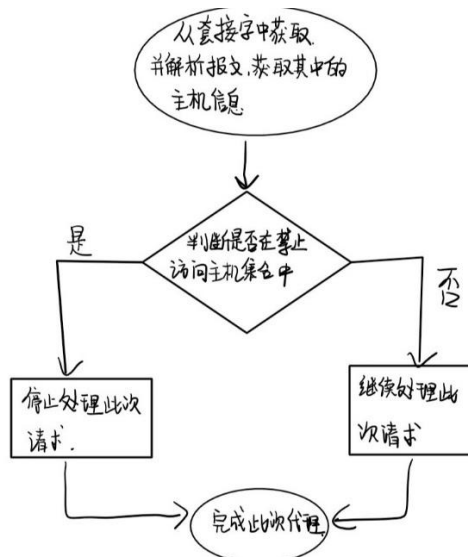 从套接字中获取
并解析报文,获取其中的
主机信息
判断是否在禁止
访问主机集合中
是
否
停止处理此次
请求.
继续处理此
次请求
完成此次代理